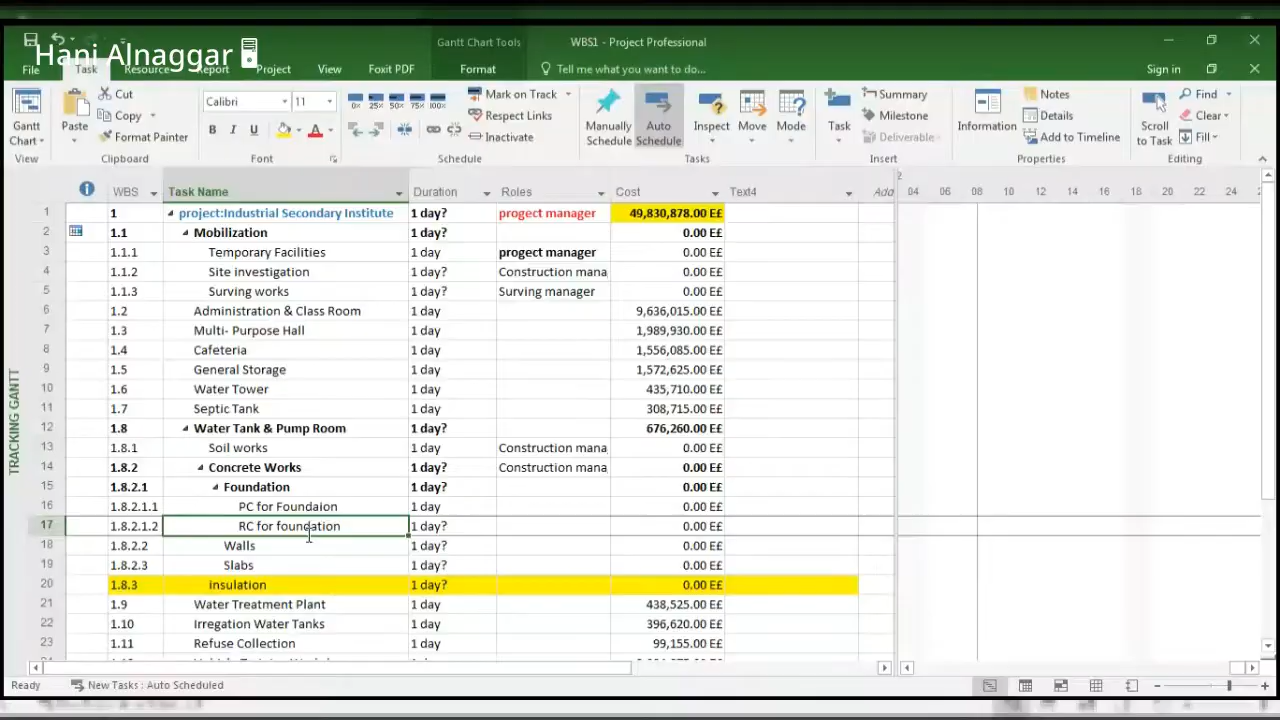 Hani Alnaggar
Gantt Chart Tools
WBS1 - Project Professional
File Task Resource Report Project View Foxit PDF Format Tell me what you want to do... Sign in
Gantt Chart
View
Paste
Cut
Copy
Format Painter
Clipboard
Calibri 11
B I U A
Font
0% 25% 50% 75% 100%
Mark on Track
Respect Links
Inactivate
Schedule
Manually Schedule
Auto Schedule
Inspect
Move
Mode
Tasks
Task
Summary
Milestone
Deliverable
Insert
Information
Notes
Details
Add to Timeline
Properties
Scroll to Task
Find
Clear
Fill
Editing
WBS Task Name Duration Roles Cost Text4 Add 2 04 06 08 10 12 14 16 18 20 22 24
1 1 project:Industrial Secondary Institute 1 day? progect manager 49,830,878.00 E£
2 1.1 Mobilization 1 day? 0.00 E£
3 1.1.1 Temporary Facilities 1 day progect manager 0.00 E£
4 1.1.2 Site investigation 1 day? Construction mana 0.00 E£
5 1.1.3 Surving works 1 day? Surving manager 0.00 E£
6 1.2 Administration & Class Room 1 day 9,636,015.00 E£
7 1.3 Multi- Purpose Hall 1 day 1,989,930.00 E£
8 1.4 Cafeteria 1 day 1,556,085.00 E£
9 1.5 General Storage 1 day 1,572,625.00 E£
10 1.6 Water Tower 1 day 435,710.00 E£
11 1.7 Septic Tank 1 day 308,715.00 E£
12 1.8 Water Tank & Pump Room 1 day? 676,260.00 E£
13 1.8.1 Soil works 1 day Construction mana 0.00 E£
14 1.8.2 Concrete Works 1 day? Construction mana 0.00 E£
15 1.8.2.1 Foundation 1 day? 0.00 E£
16 1.8.2.1.1 PC for Foundaion 1 day 0.00 E£
17 1.8.2.1.2 RC for foundation 1 day? 0.00 E£
18 1.8.2.2 Walls 1 day? 0.00 E£
19 1.8.2.3 Slabs 1 day? 0.00 E£
20 1.8.3 insulation 1 day? 0.00 E£
21 1.9 Water Treatment Plant 1 day 438,525.00 E£
22 1.10 Irregation Water Tanks 1 day 396,620.00 E£
23 1.11 Refuse Collection 1 day 99,155.00 E£
TRACKING GANTT
Ready New Tasks : Auto Scheduled